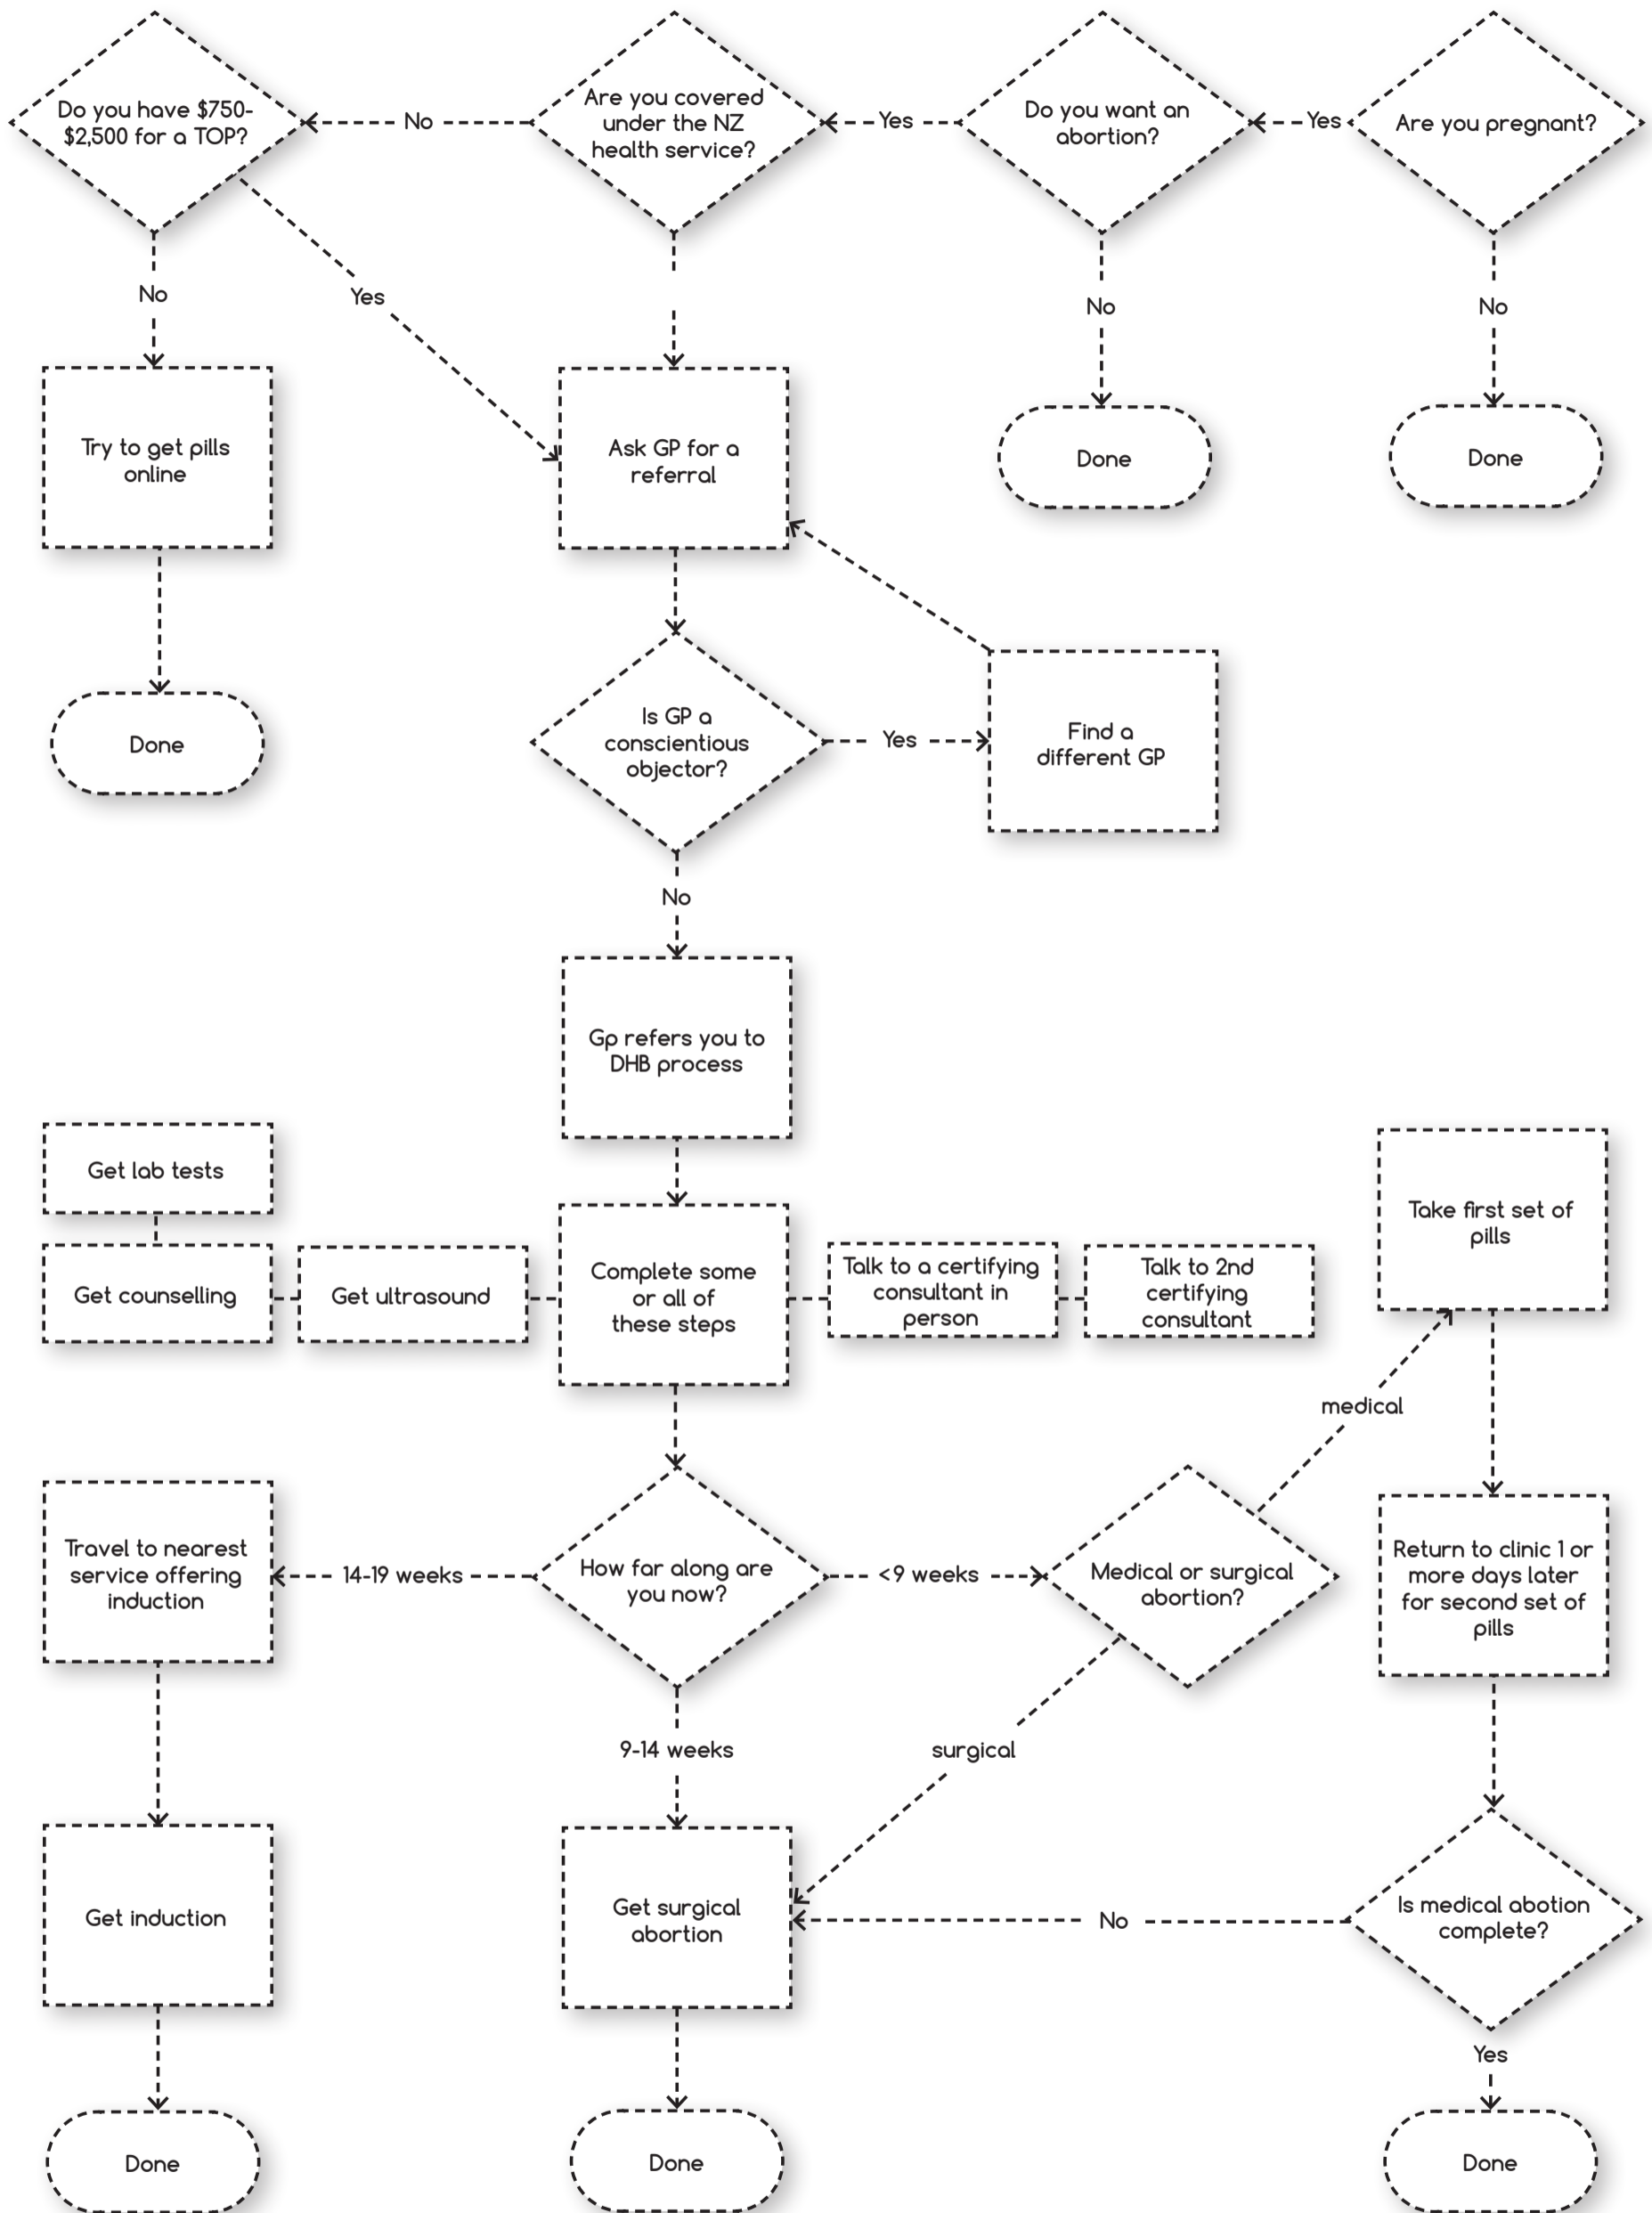 Do you have $750-
$2,500 for a TOP?
No
Are you covered
under the NZ
health service?
Yes
Do you want an
abortion?
Yes
Are you pregnant?
No
Yes
No
No
Try to get pills
online
Ask GP for a
referral
Done
Done
Done
Is GP a
conscientious
objector?
Yes
Find a
different GP
No
Gp refers you to
DHB process
Get lab tests
Get counselling
Get ultrasound
Complete some
or all of
these steps
Talk to a certifying
consultant in
person
Talk to 2nd
certifying
consultant
Take first set of
pills
medical
Travel to nearest
service offering
induction
14-19 weeks
How far along are
you now?
<9 weeks
Medical or surgical
abortion?
Return to clinic 1 or
more days later
for second set of
pills
9-14 weeks
surgical
Get induction
Get surgical
abortion
No
Is medical abotion
complete?
Yes
Done
Done
Done